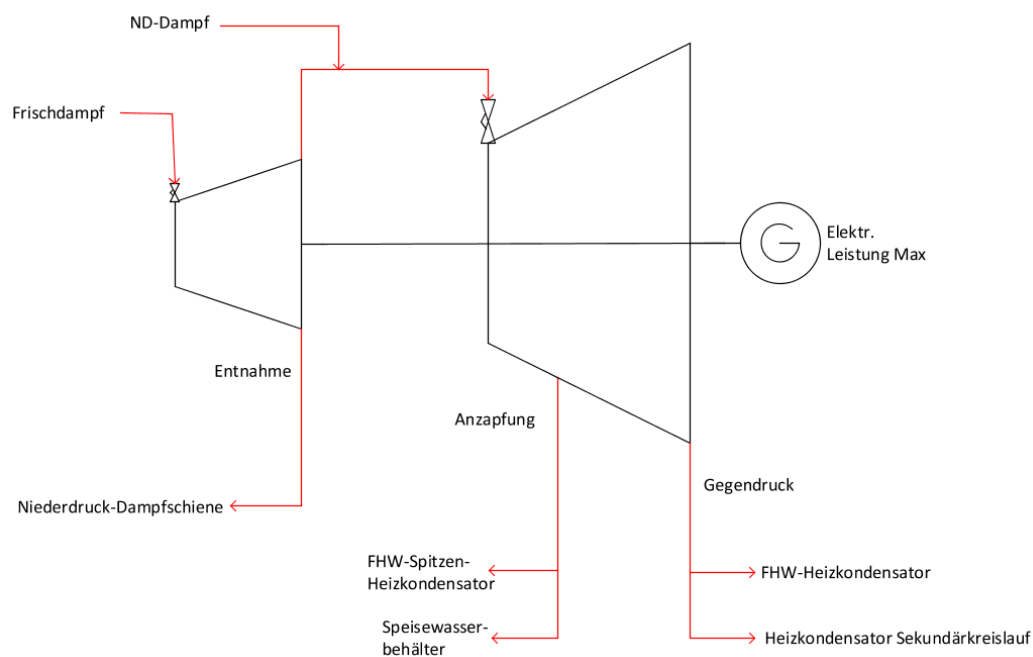 ND-Dampf
Frischdampf
Elektr.
Leistung Max
Entnahme
Anzapfung
Gegendruck
Niederdruck-Dampfschiene
FHW-Spitzen-
Heizkondensator
FHW-Heizkondensator
Speisewasser-
behälter
Heizkondensator Sekundärkreislauf